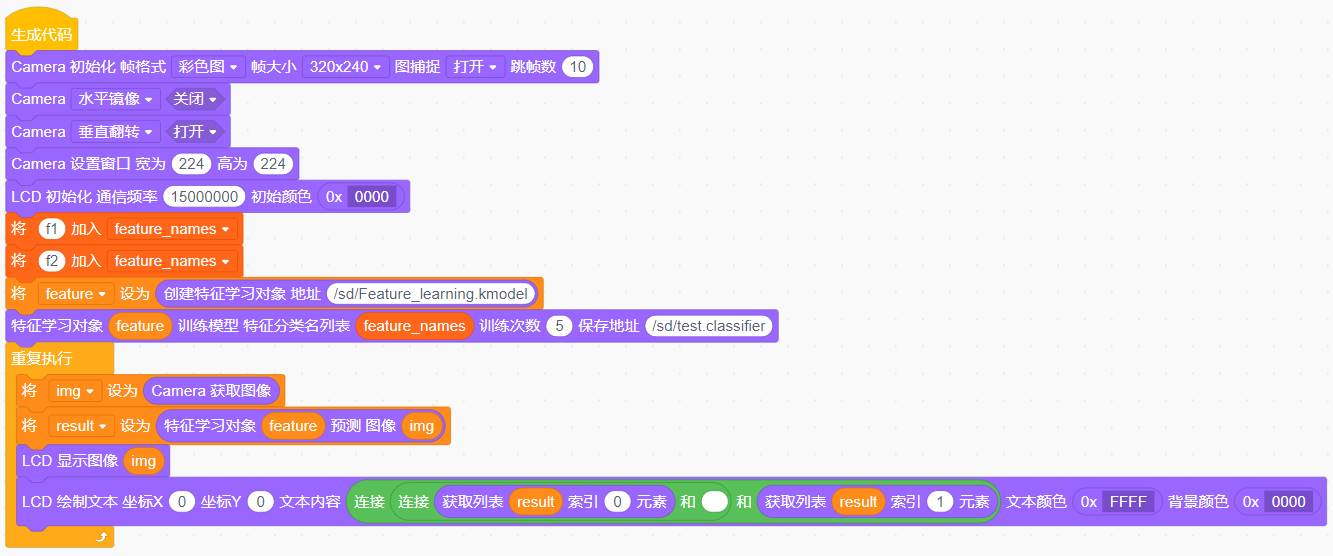 生成代码
Camera 初始化 帧格式 彩色图 帧大小 320x240 图捕捉 打开 跳帧数 10
Camera 水平镜像 关闭
Camera 垂直翻转 打开
Camera 设置窗口 宽为 224 高为 224
LCD 初始化 通信频率 15000000 初始颜色 0x 0000
将 f1 加入 feature_names
将 f2 加入 feature_names
将 feature 设为 创建特征学习对象 地址 /sd/Feature_learning.kmodel
特征学习对象 feature 训练模型 特征分类名列表 feature_names 训练次数 5 保存地址 /sd/test.classifier
重复执行
将 img 设为 Camera 获取图像
将 result 设为 特征学习对象 feature 预测 图像 img
LCD 显示图像 img
LCD 绘制文本 坐标X 0 坐标Y 0 文本内容 连接 连接 获取列表 result 索引 0 元素 和 和 获取列表 result 索引 1 元素 文本颜色 0x FFFF 背景颜色 0x 0000